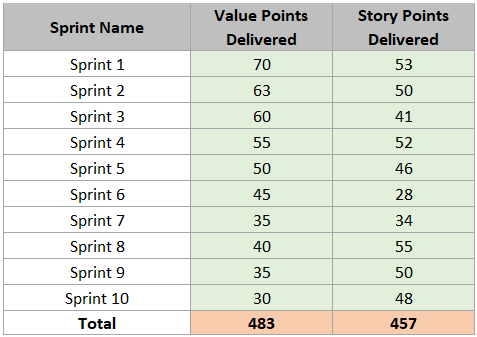 Sprint Name Value Points Delivered Story Points Delivered
Sprint 1 70 53
Sprint 2 63 50
Sprint 3 60 41
Sprint 4 55 52
Sprint 5 50 46
Sprint 6 45 28
Sprint 7 35 34
Sprint 8 40 55
Sprint 9 35 50
Sprint 10 30 48
Total 483 457